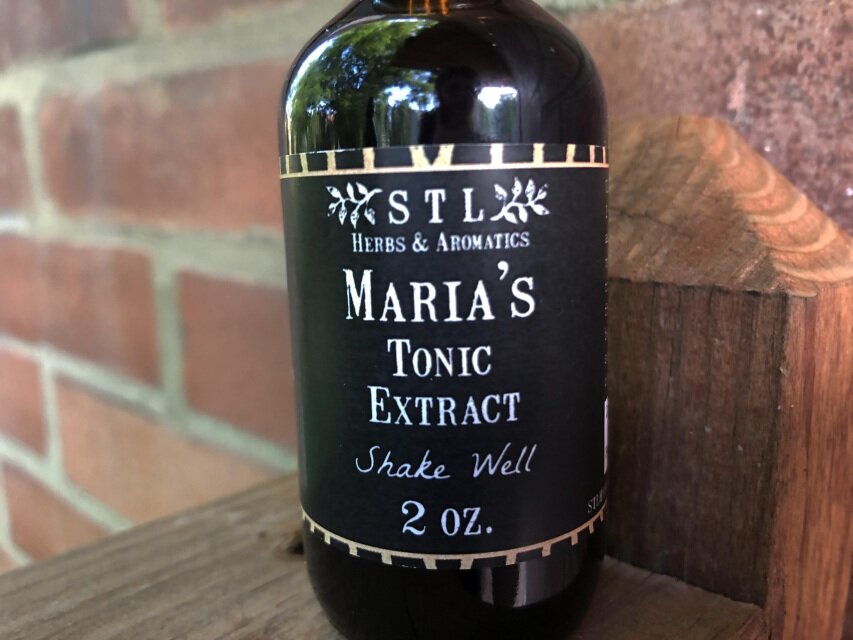 STL
Herbs & Aromatics
Maria's
Tonic
Extract
Shake Well
2 oz.